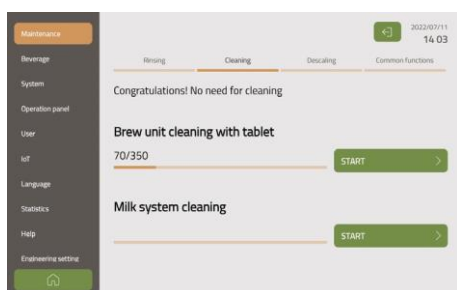 Maintenance
2022/07/11
14 03
Beverage
Rinsing
Cleaning
Descaling
Common functions
System
Congratulations! No need for cleaning
Operation panel
User
Brew unit cleaning with tablet
IoT
70/350
START
Language
Statistics
Milk system cleaning
Help
START
Engineering setting